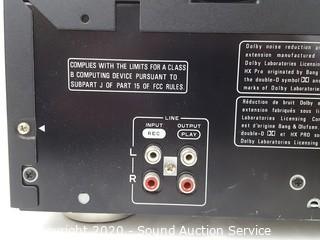 COMPLIES WITH THE LIMITS FOR A CLASS
B COMPUTING DEVICE PURSUANT TO
SUBPART J OF PART 15 OF FCC RULES.
Dolby noise reduction an
extension manufactured
Dolby Laboratories Licensing
HX Pro originated by Bang
the double-D symbol
marks of Dolby Laboratories
Réduction de bruit Dolby
extension fabriqués
Laboratories Licensing Co
est d'origine Bang & Olufsen
double-D et HX PRO
Dolby Laboratories Licens
LINE
INPUT OUTPUT
REC PLAY
L
R
Copyright 2020 - Sound Auction Service